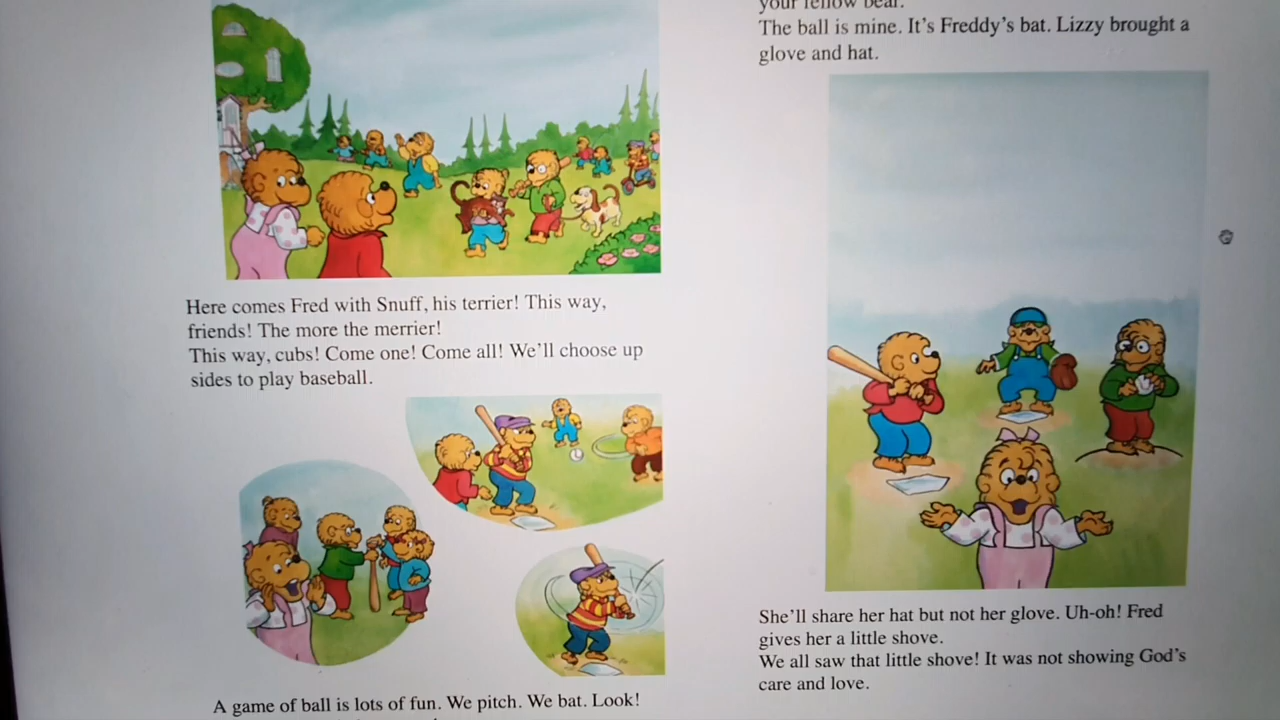 Here comes Fred with Snuff, his terrier! This way,
friends! The more the merrier!
This way, cubs! Come one! Come all! We'll choose up
sides to play baseball.
A game of ball is lots of fun. We pitch. We bat. Look!
your fellow bear.
The ball is mine. It's Freddy's bat. Lizzy brought a
glove and hat.
She'll share her hat but not her glove. Uh-oh! Fred
gives her a little shove.
We all saw that little shove! It was not showing God's
care and love.